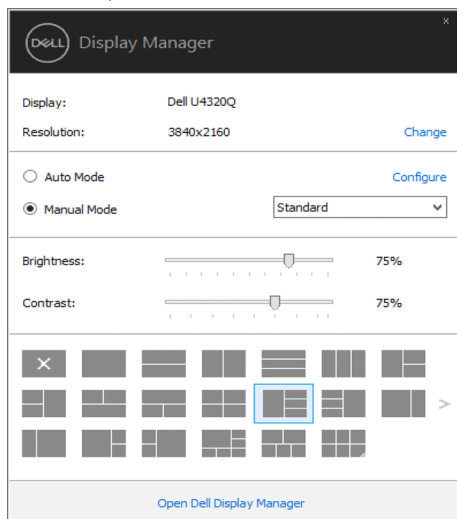 DELL Display Manager
Display: Dell U4320Q
Resolution: 3840x2160 Change
Auto Mode Configure
Manual Mode Standard
Brightness: 75%
Contrast: 75%
Open Dell Display Manager